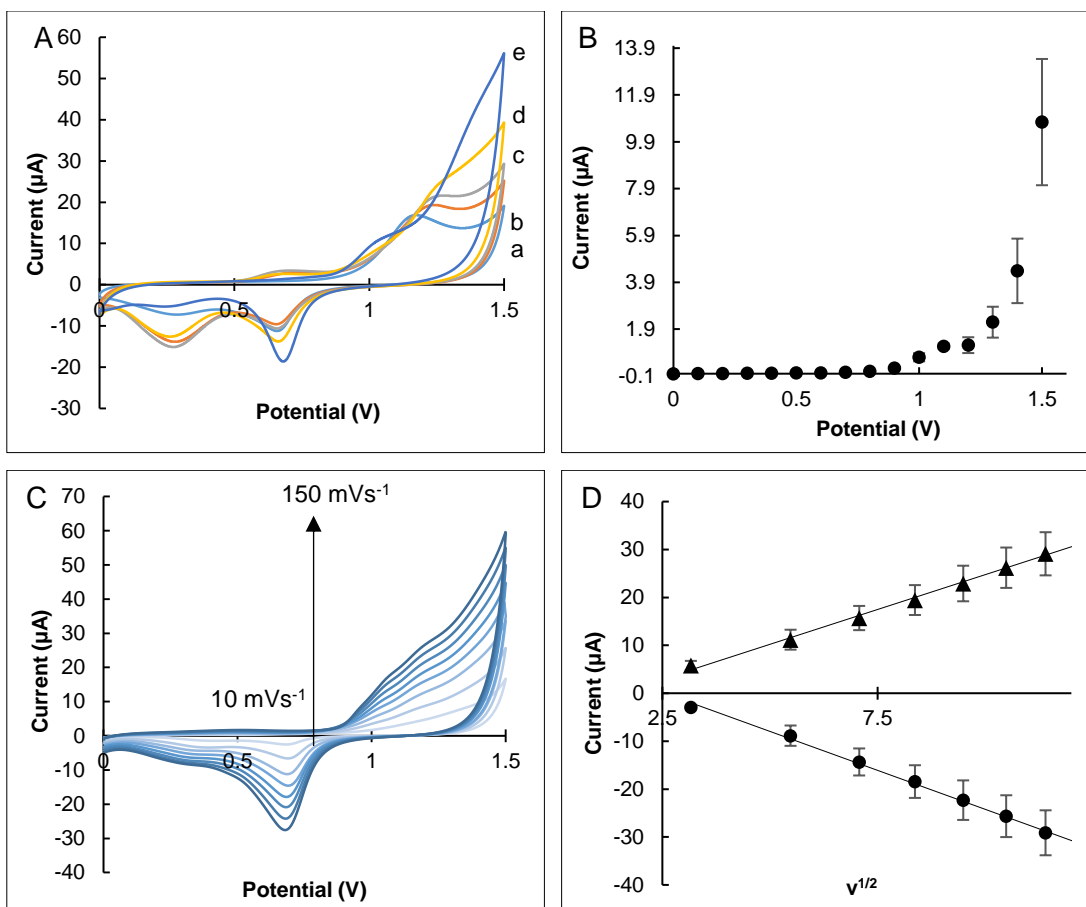 A
60
50
40
30
20
10
0
-10
-20
-30
0
0.5
1
1.5
Current (µA)
Potential (V)
e
d
c
b
a
B
13.9
11.9
9.9
7.9
5.9
3.9
1.9
-0.1
0
0.5
1
1.5
Current (µA)
Potential (V)
C
70
60
50
40
30
20
10
0
-10
-20
-30
-40
0
0.5
1
1.5
Current (µA)
Potential (V)
150 mVs⁻¹
10 mVs⁻¹
D
40
30
20
10
0
-10
-20
-30
-40
2.5
7.5
Current (µA)
v¹ᐟ²